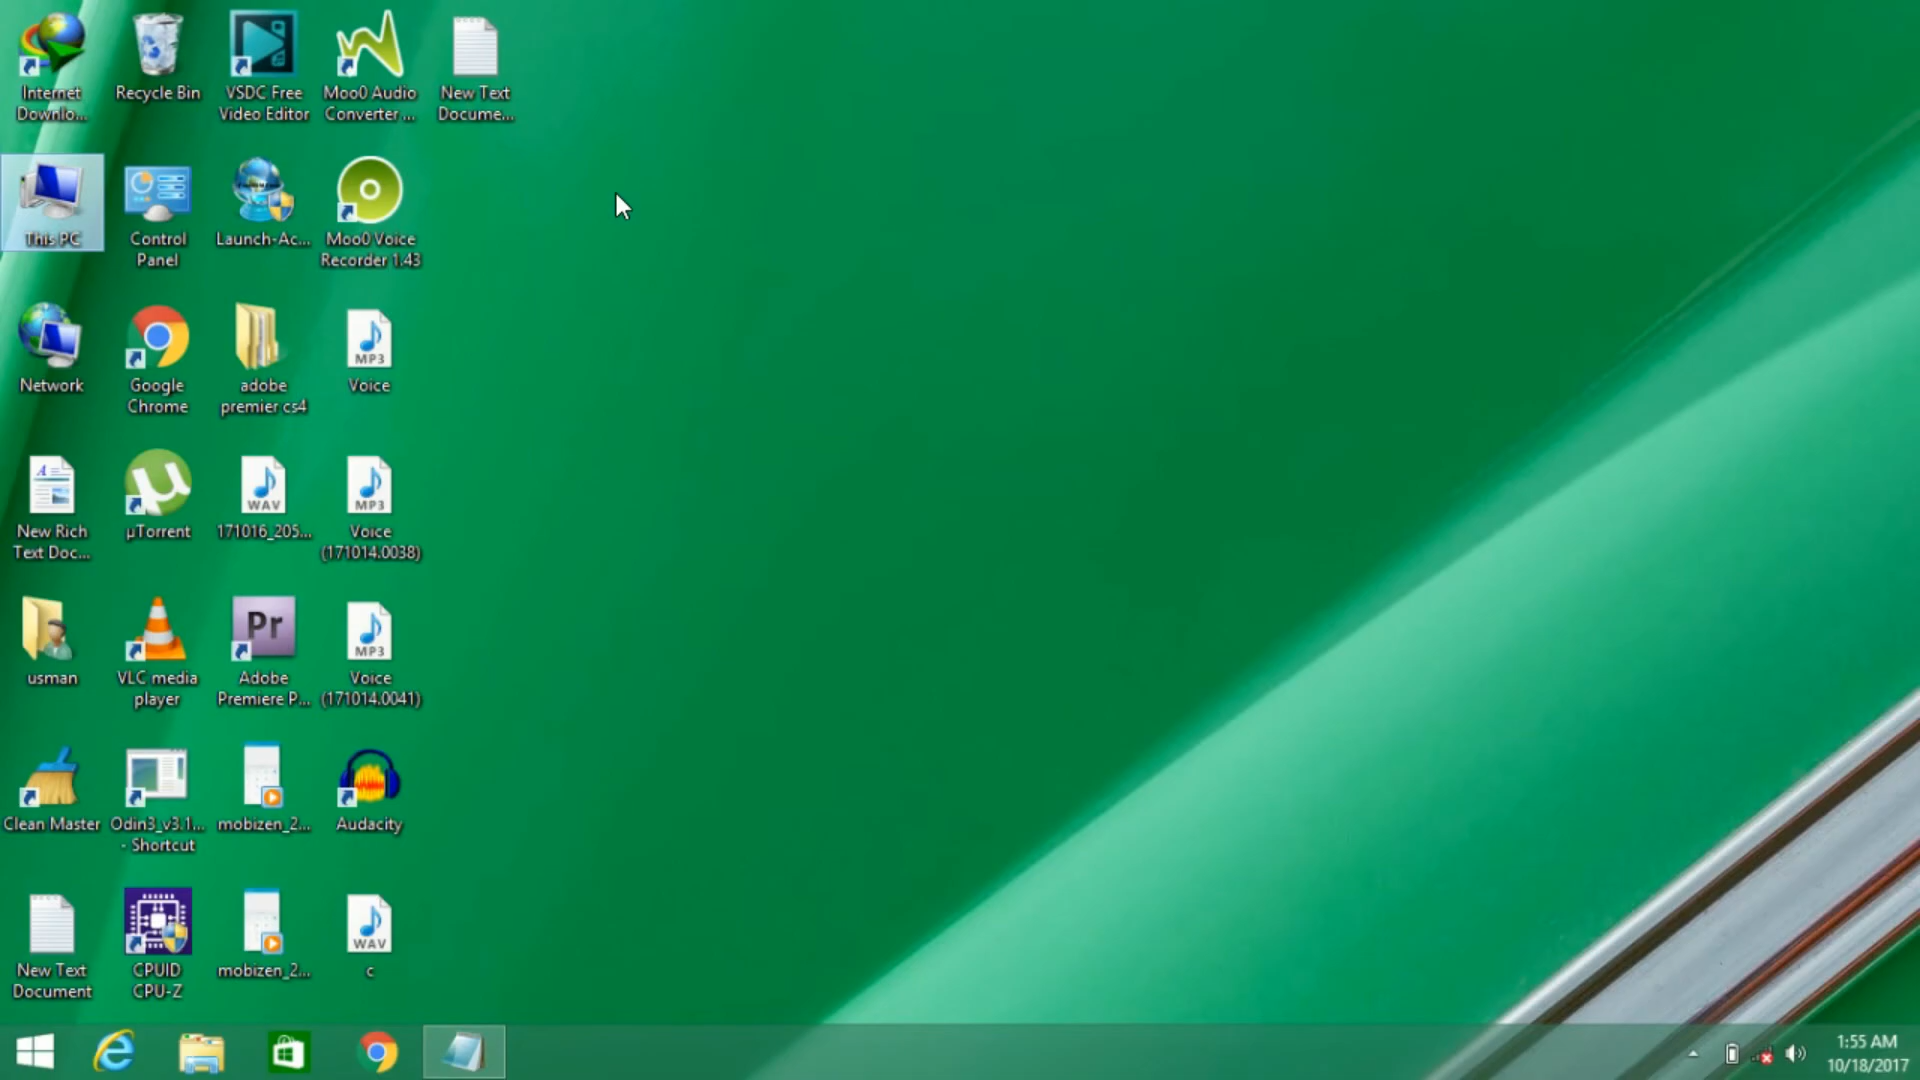 Internet
Downlo...
Recycle Bin
VSDC Free
Video Editor
Moo0 Audio
Converter ...
New Text
Docume...
This PC
Control
Panel
Launch-Ac...
Moo0 Voice
Recorder 1.43
Network
Google
Chrome
adobe
premier cs4
MP3
Voice
A
New Rich
Text Doc...
µ
µTorrent
WAV
171016_205...
MP3
Voice
(171014.0038)
usman
VLC media
player
Pr
Adobe
Premiere P...
MP3
Voice
(171014.0041)
Clean Master
Odin3_v3.1...
- Shortcut
mobizen_2...
Audacity
New Text
Document
CPUID
CPU-Z
mobizen_2...
WAV
c
1:55 AM
10/18/2017